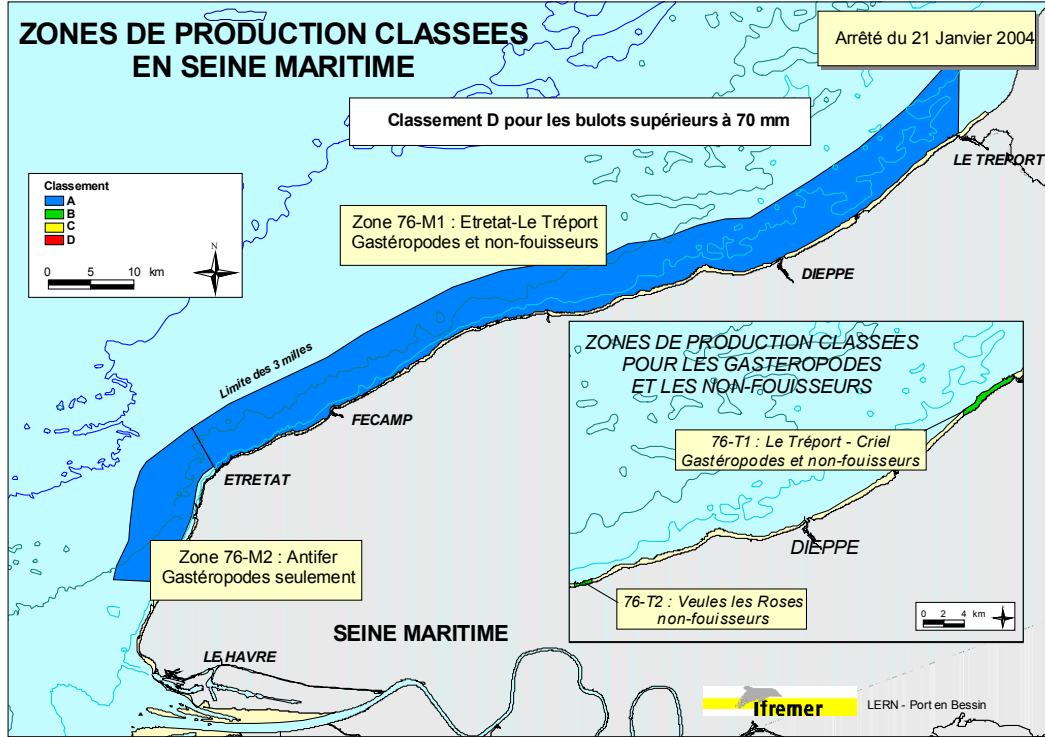 ZONES DE PRODUCTION CLASSEES
EN SEINE MARITIME
Arrêté du 21 Janvier 2004
Classement D pour les bulots supérieurs à 70 mm
LE TREPORT
Classement
A
B
C
D
0 5 10 km
N
Zone 76-M1 : Etretat-Le Tréport
Gastéropodes et non-fouisseurs
DIEPPE
Limite des 3 milles
FECAMP
ETRETAT
Zone 76-M2 : Antifer
Gastéropodes seulement
ZONES DE PRODUCTION CLASSEES
POUR LES GASTEROPODES
ET LES NON-FOUISSEURS
76-T1 : Le Tréport - Criel
Gastéropodes et non-fouisseurs
DIEPPE
76-T2 : Veules les Roses
non-fouisseurs
0 2 4 km
N
SEINE MARITIME
LE HAVRE
Ifremer
LERN - Port en Bessin